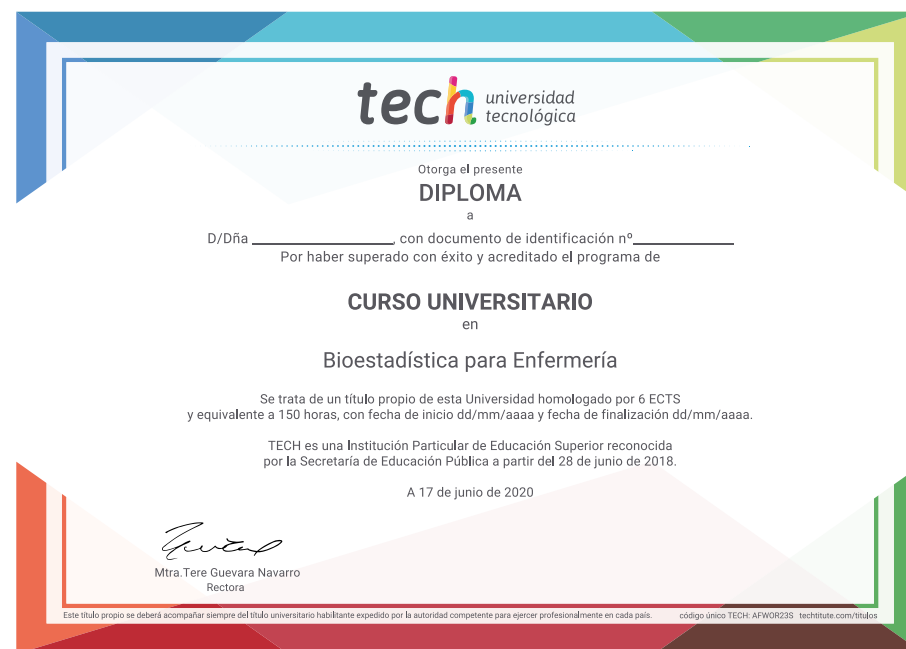 tech universidad
tecnológica
Otorga el presente
DIPLOMA
a
D/Dña ____________________, con documento de identificación nº______________
Por haber superado con éxito y acreditado el programa de
CURSO UNIVERSITARIO
en
Bioestadística para Enfermería
Se trata de un título propio de esta Universidad homologado por 6 ECTS
y equivalente a 150 horas, con fecha de inicio dd/mm/aaaa y fecha de finalización dd/mm/aaaa.
TECH es una Institución Particular de Educación Superior reconocida
por la Secretaría de Educación Pública a partir del 28 de junio de 2018.
A 17 de junio de 2020
Mtra.Tere Guevara Navarro
Rectora
Este título propio se deberá acompañar siempre del título universitario habilitante expedido por la autoridad competente para ejercer profesionalmente en cada país. código único TECH: AFWOR23S techtitute.com/titulos